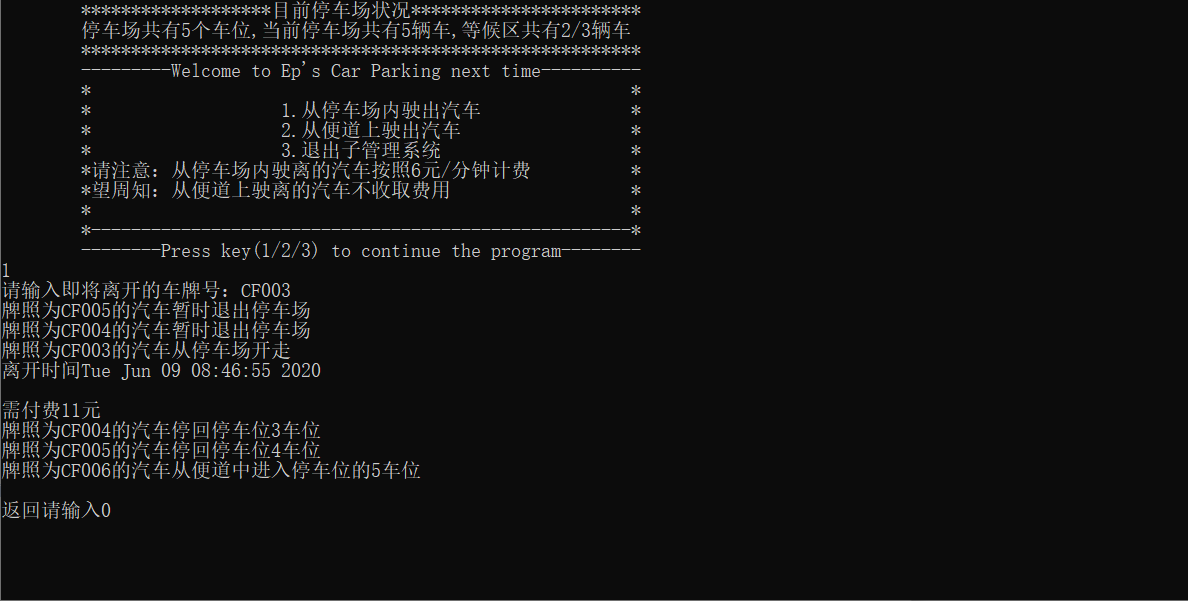 *******************目前停车场状况***********************
停车场共有5个车位,当前停车场共有5辆车,等候区共有2/3辆车
********************************************************
---------Welcome to Ep's Car Parking next time----------
* *
* 1.从停车场内驶出汽车 *
* 2.从便道上驶出汽车 *
* 3.退出子管理系统 *
*请注意：从停车场内驶离的汽车按照6元/分钟计费 *
*望周知：从便道上驶离的汽车不收取费用 *
* *
*------------------------------------------------------*
--------Press key(1/2/3) to continue the program--------
1
请输入即将离开的车牌号：CF003
牌照为CF005的汽车暂时退出停车场
牌照为CF004的汽车暂时退出停车场
牌照为CF003的汽车从停车场开走
离开时间Tue Jun 09 08:46:55 2020
需付费11元
牌照为CF004的汽车停回停车位3车位
牌照为CF005的汽车停回停车位4车位
牌照为CF006的汽车从便道中进入停车位的5车位
返回请输入0